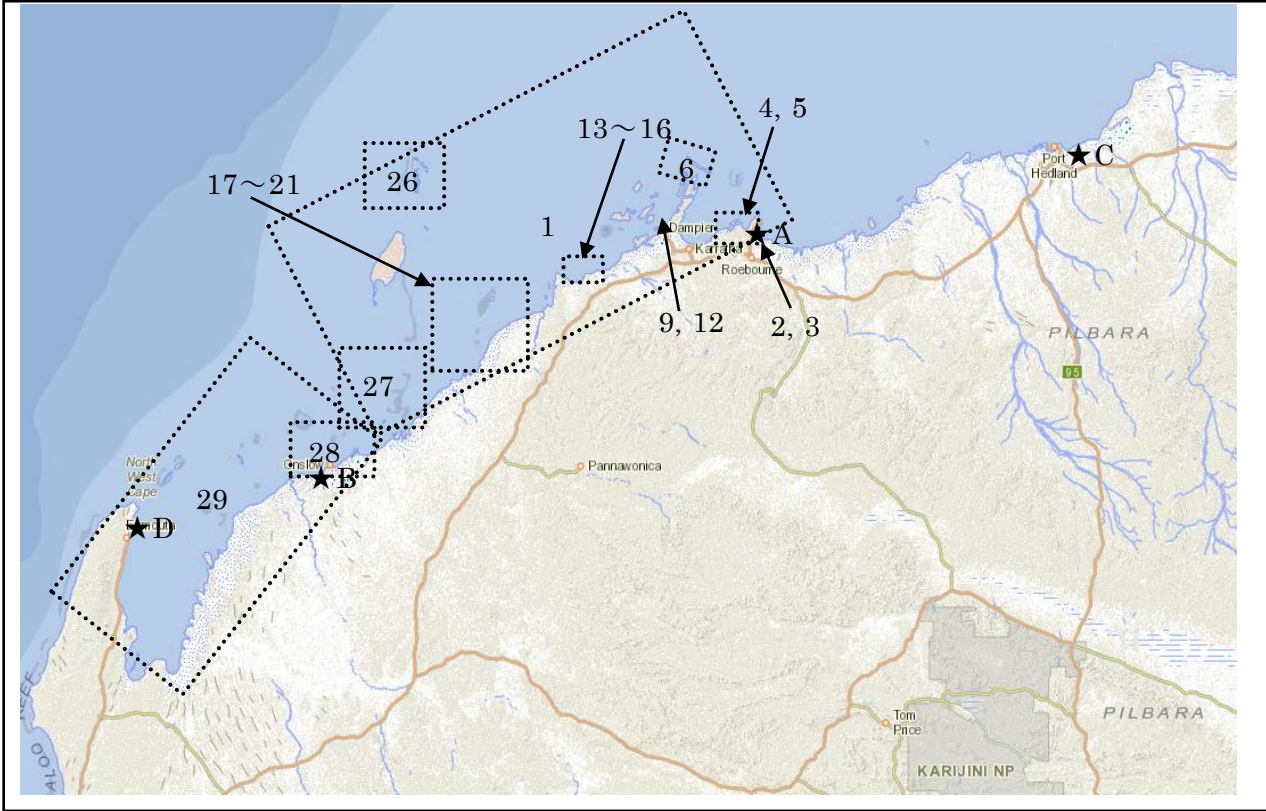 4, 5
13～16
6
Port
Hedland
C
26
17～21
1
Dampier
A
Karratha
Roebourne
9, 12
2, 3
PILBARA
95
27
North
West
Cape
Onslow
28
B
Pannawonica
29
Exmouth
D
REEF
ALOO
Tom
Price
PILBARA
KARIJINI NP